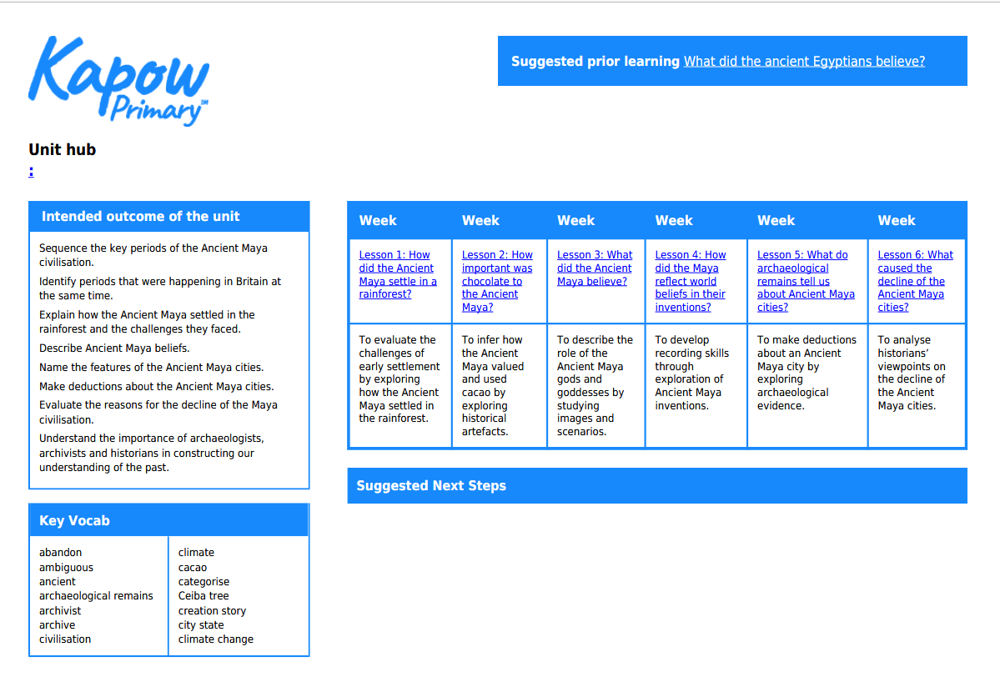 Kapow
Primary™
Suggested prior learning What did the ancient Egyptians believe?
Unit hub
:
Intended outcome of the unit
Sequence the key periods of the Ancient Maya
civilisation.
Identify periods that were happening in Britain at
the same time.
Explain how the Ancient Maya settled in the
rainforest and the challenges they faced.
Describe Ancient Maya beliefs.
Name the features of the Ancient Maya cities.
Make deductions about the Ancient Maya cities.
Evaluate the reasons for the decline of the Maya
civilisation.
Understand the importance of archaeologists,
archivists and historians in constructing our
understanding of the past.
Key Vocab
abandon
ambiguous
ancient
archaeological remains
archivist
archive
civilisation
climate
cacao
categorise
Ceiba tree
creation story
city state
climate change
Week
Lesson 1: How
did the Ancient
Maya settle in a
rainforest?
To evaluate the
challenges of
early settlement
by exploring
how the Ancient
Maya settled in
the rainforest.
Week
Lesson 2: How
important was
chocolate to
the Ancient
Maya?
To infer how
the Ancient
Maya valued
and used
cacao by
exploring
historical
artefacts.
Week
Lesson 3: What
did the Ancient
Maya believe?
To describe the
role of the
Ancient Maya
gods and
goddesses by
studying
images and
scenarios.
Week
Lesson 4: How
did the Maya
reflect world
beliefs in their
inventions?
To develop
recording skills
through
exploration of
Ancient Maya
inventions.
Week
Lesson 5: What do
archaeological
remains tell us
about Ancient Maya
cities?
To make deductions
about an Ancient
Maya city by
exploring
archaeological
evidence.
Week
Lesson 6: What
caused the
decline of the
Ancient Maya
cities?
To analyse
historians’
viewpoints on
the decline of
the Ancient
Maya cities.
Suggested Next Steps